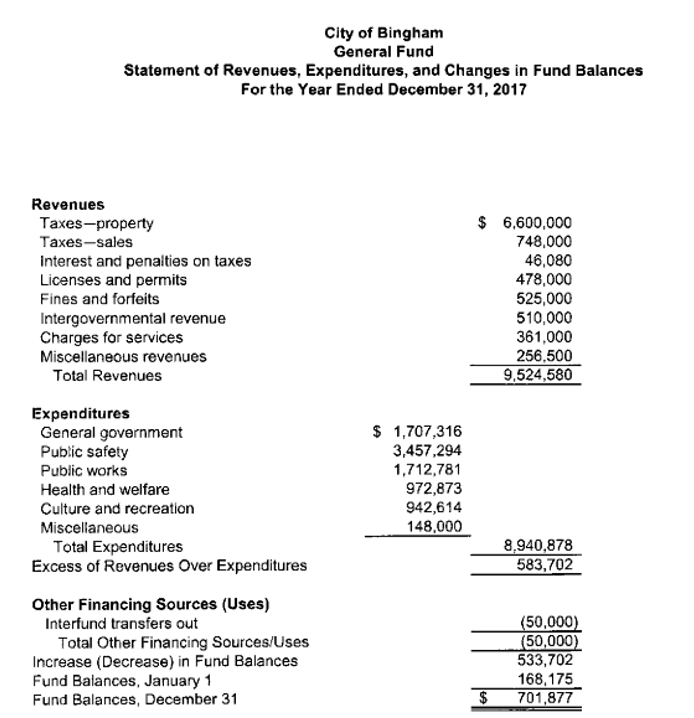 City of Bingham
General Fund
Statement of Revenues, Expenditures, and Changes in Fund Balances
For the Year Ended December 31, 2017
Revenues
Taxes—property $ 6,600,000
Taxes—sales 748,000
Interest and penalties on taxes 46,080
Licenses and permits 478,000
Fines and forfeits 525,000
Intergovernmental revenue 510,000
Charges for services 361,000
Miscellaneous revenues 256,500
Total Revenues 9,524,580
Expenditures
General government $ 1,707,316
Public safety 3,457,294
Public works 1,712,781
Health and welfare 972,873
Culture and recreation 942,614
Miscellaneous 148,000
Total Expenditures 8,940,878
Excess of Revenues Over Expenditures 583,702
Other Financing Sources (Uses)
Interfund transfers out (50,000)
Total Other Financing Sources/Uses (50,000)
Increase (Decrease) in Fund Balances 533,702
Fund Balances, January 1 168,175
Fund Balances, December 31 $ 701,877